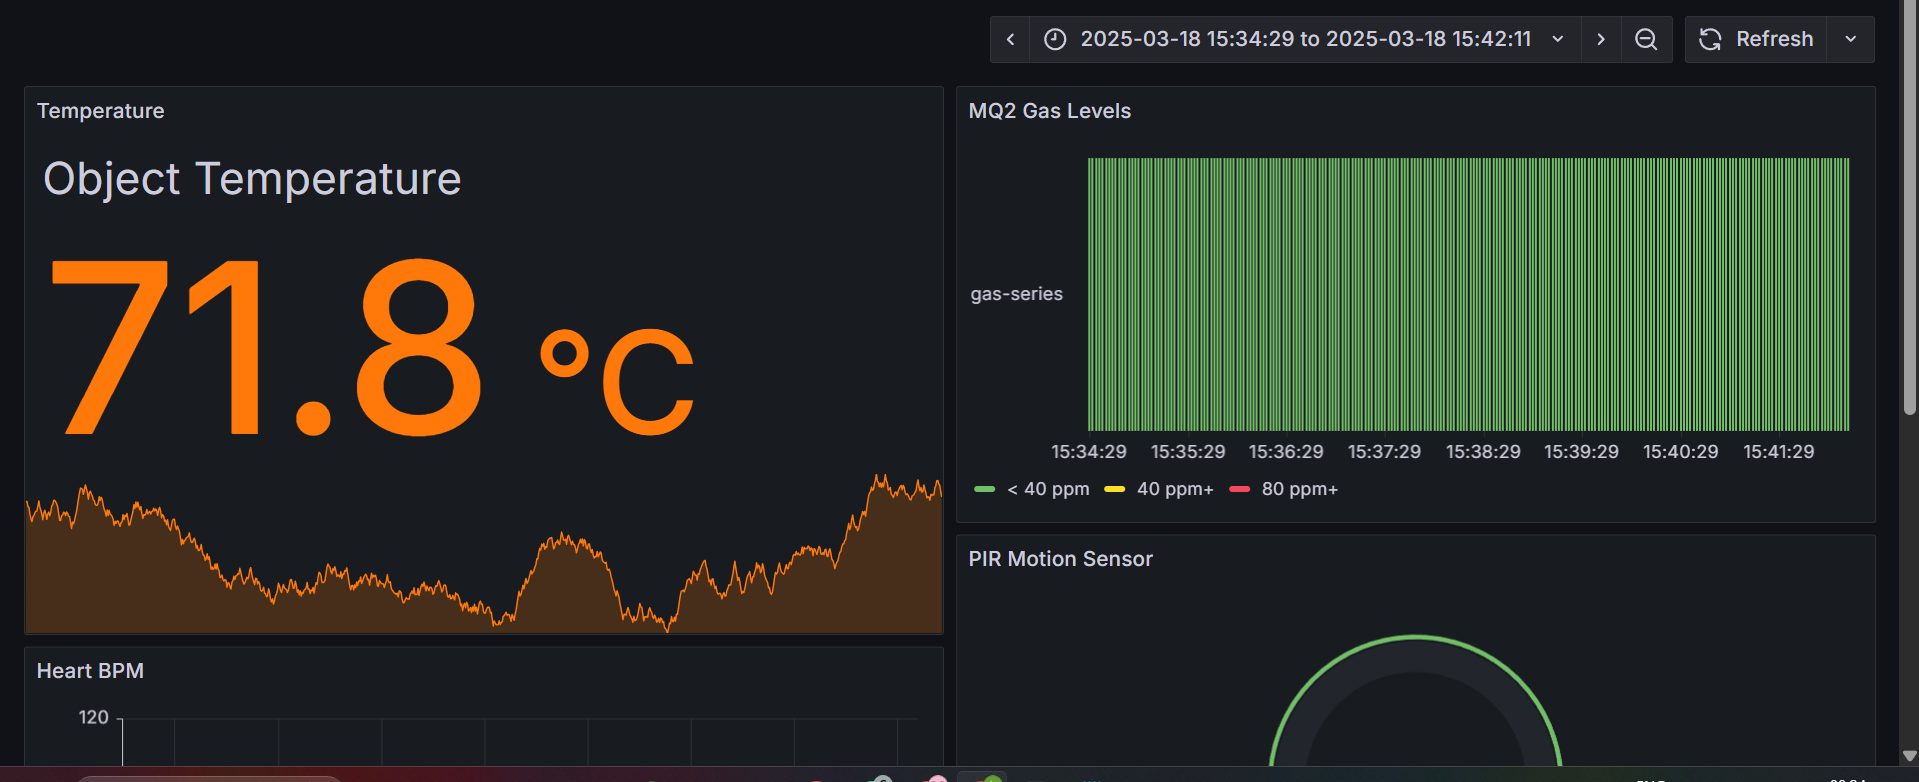 2025-03-18 15:34:29 to 2025-03-18 15:42:11
Refresh
Temperature
Object Temperature
71.8 °C
MQ2 Gas Levels
gas-series
15:34:29 15:35:29 15:36:29 15:37:29 15:38:29 15:39:29 15:40:29 15:41:29
< 40 ppm 40 ppm+ 80 ppm+
PIR Motion Sensor
Heart BPM
120